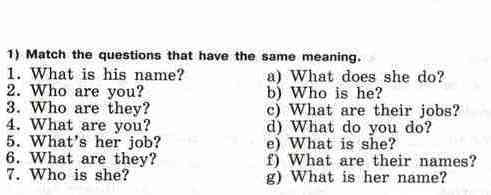 1) Match the questions that have the same meaning.
1. What is his name? a) What does she do?
2. Who are you? b) Who is he?
3. Who are they? c) What are their jobs?
4. What are you? d) What do you do?
5. What's her job? e) What is she?
6. What are they? f) What are their names?
7. Who is she? g) What is her name?